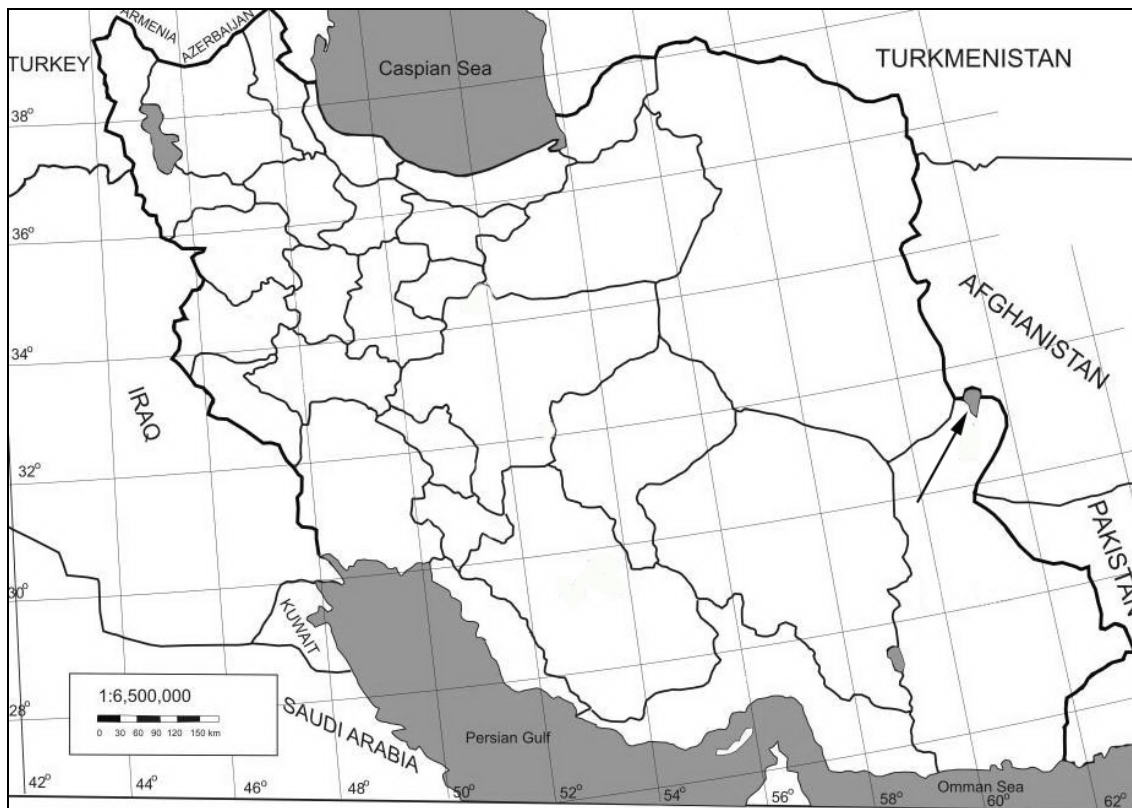 ARMENIA
AZERBAIJAN
TURKEY
Caspian Sea
TURKMENISTAN
38°
36°
AFGHANISTAN
34°
IRAQ
32°
PAKISTAN
30°
KUWAIT
1:6,500,000
0 30 60 90 120 150 km
28°
SAUDI ARABIA
Persian Gulf
Omman Sea
42° 44° 46° 48° 50° 52° 54° 56° 58° 60° 62°